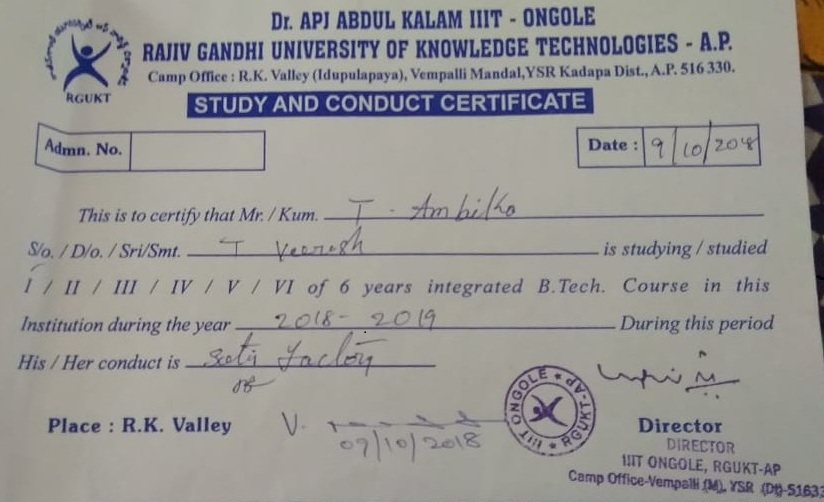 Dr. APJ ABDUL KALAM IIIT - ONGOLE
RAJIV GANDHI UNIVERSITY OF KNOWLEDGE TECHNOLOGIES - A.P.
Camp Office : R.K. Valley (Idupulapaya), Vempalli Mandal, YSR Kadapa Dist., A.P. 516 330.
RGUKT
STUDY AND CONDUCT CERTIFICATE
Admn. No.
Date : 9/10/2018
This is to certify that Mr. / Kum. T. Ambika
S/o. / D/o. / Sri/Smt. T Veeresh is studying / studied
I / II / III / IV / V / VI of 6 years integrated B.Tech. Course in this
Institution during the year 2018-2019 During this period
His / Her conduct is Satisfactory
Place : R.K. Valley
09/10/2018
IIIT ONGOLE * RGUKT-AP *
Director
DIRECTOR
IIIT ONGOLE, RGUKT-AP
Camp Office-Vempalli (M), YSR (Dt)-51633